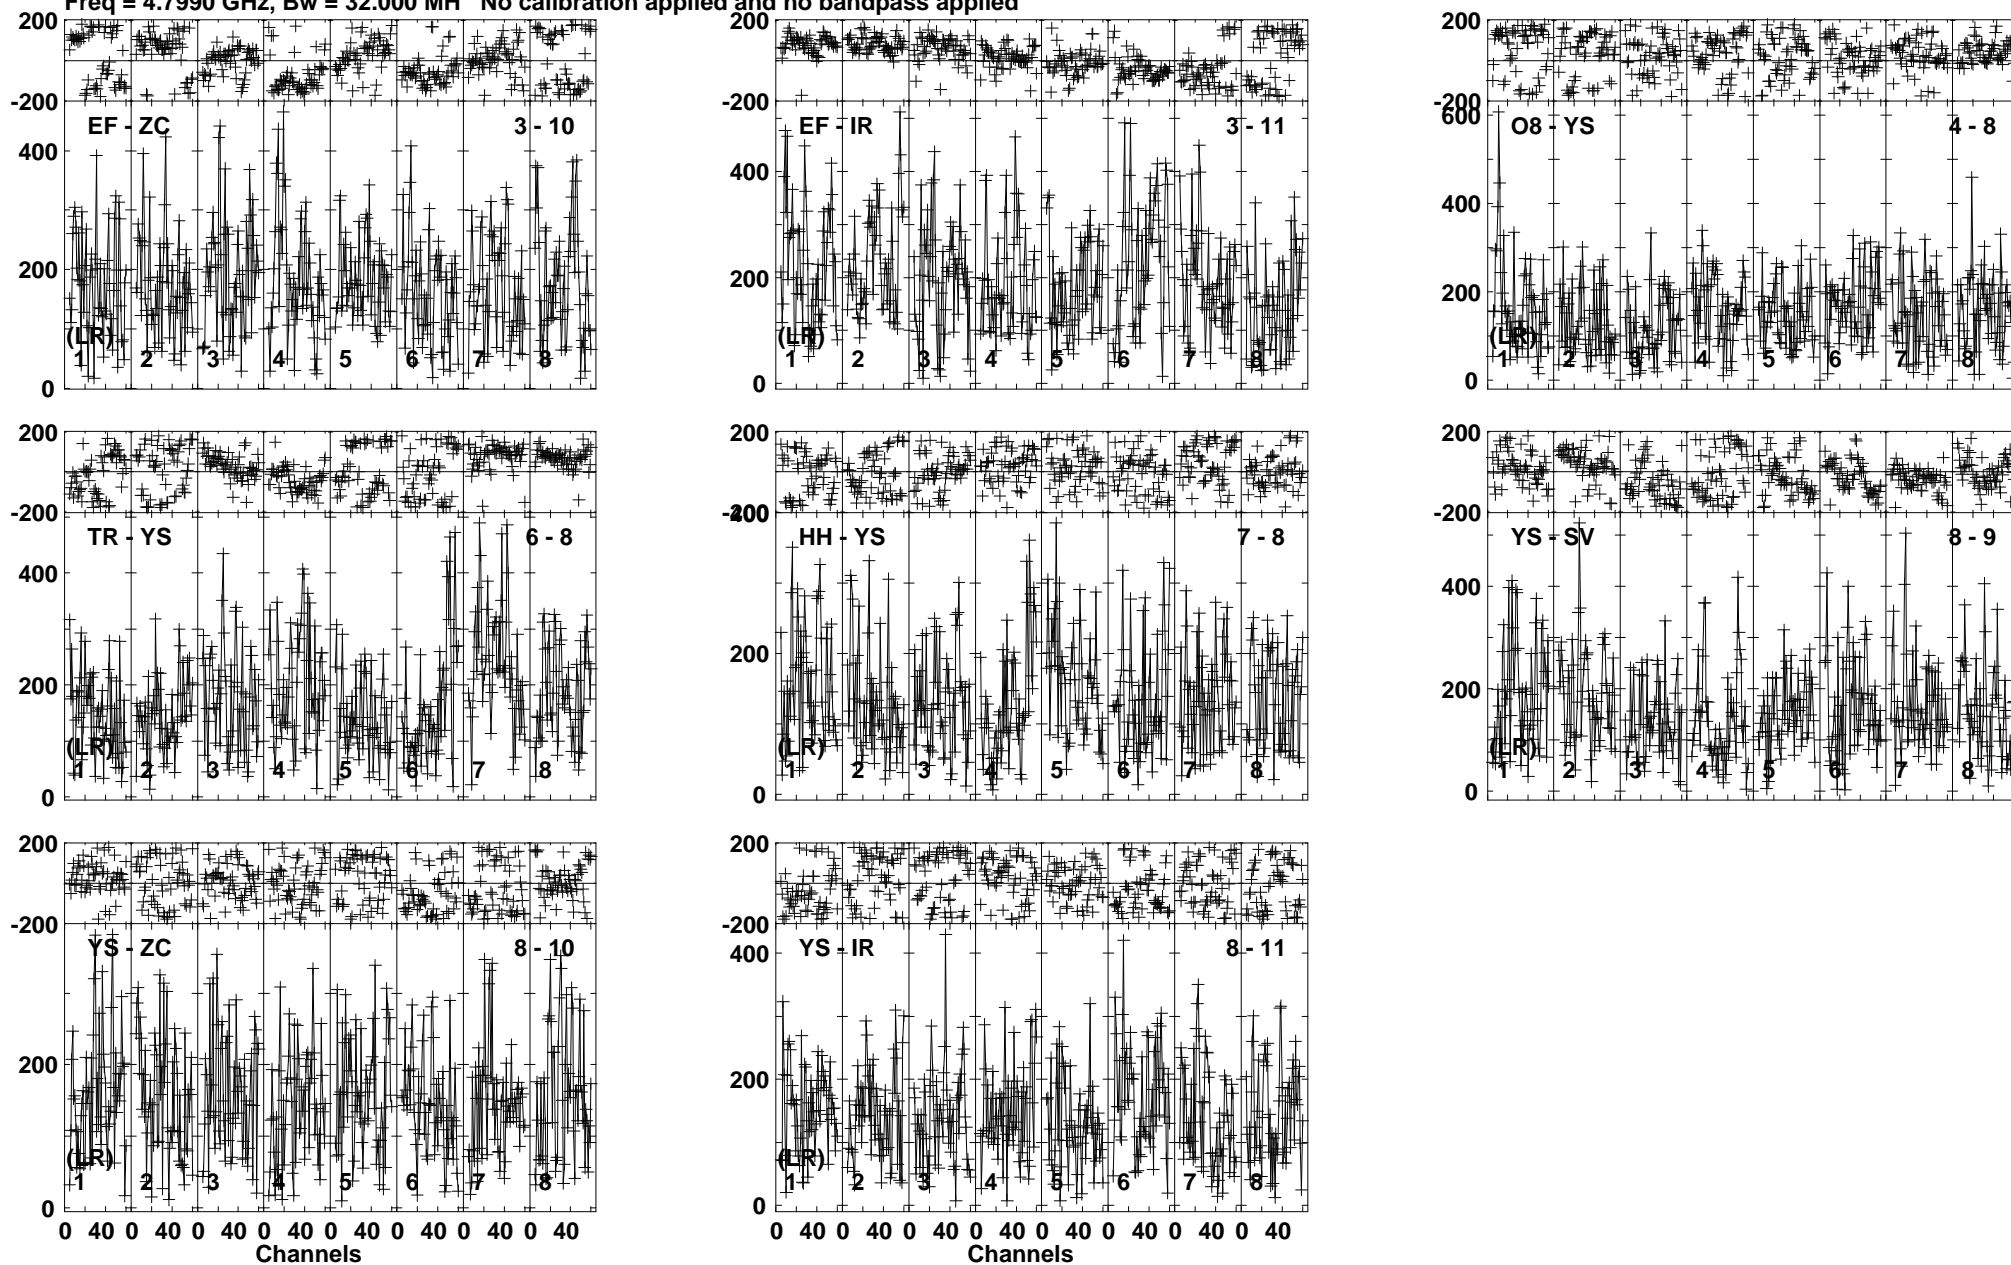 Freq = 4.7990 GHz, Bw = 32.000 MH No calibration applied and no bandpass applied
200
-200
EF - ZC 3 - 10
400
200
0
(LR)
1 2 3 4 5 6 7 8
200
-200
EF - IR 3 - 11
400
200
0
(LR)
1 2 3 4 5 6 7 8
200
-200
600
O8 - YS 4 - 8
400
200
0
(LR)
1 2 3 4 5 6 7 8
200
-200
TR - YS 6 - 8
400
200
0
(LR)
1 2 3 4 5 6 7 8
200
-200
400
HH - YS 7 - 8
200
0
(LR)
1 2 3 4 5 6 7 8
200
-200
YS - SV 8 - 9
400
200
0
(LR)
1 2 3 4 5 6 7 8
200
-200
YS - ZC 8 - 10
200
0
(LR)
1 2 3 4 5 6 7 8
0 40 0 40 0 40 0 40 0 40 0 40 0 40 0 40
Channels
200
-200
YS - IR 8 - 11
400
200
0
(LR)
1 2 3 4 5 6 7 8
0 40 0 40 0 40 0 40 0 40 0 40 0 40 0 40
Channels